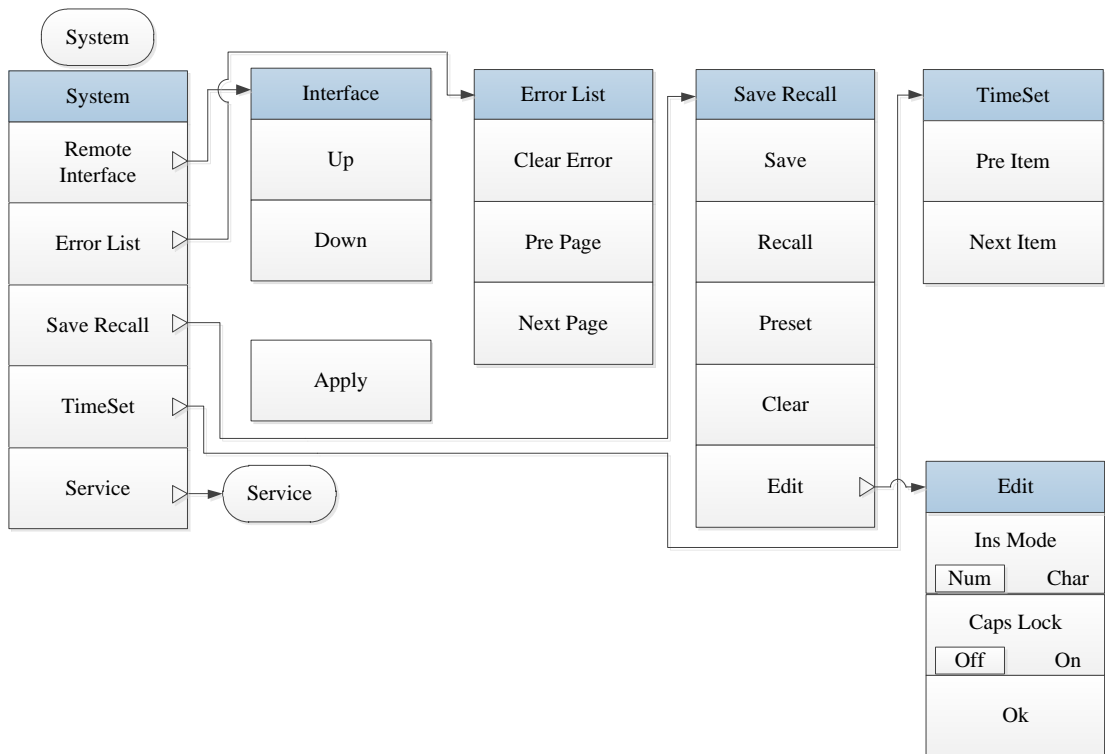 System
System
Remote
Interface
Error List
Save Recall
TimeSet
Service
Service
Interface
Up
Down
Apply
Error List
Clear Error
Pre Page
Next Page
Save Recall
Save
Recall
Preset
Clear
Edit
TimeSet
Pre Item
Next Item
Edit
Ins Mode
Num Char
Caps Lock
Off On
Ok